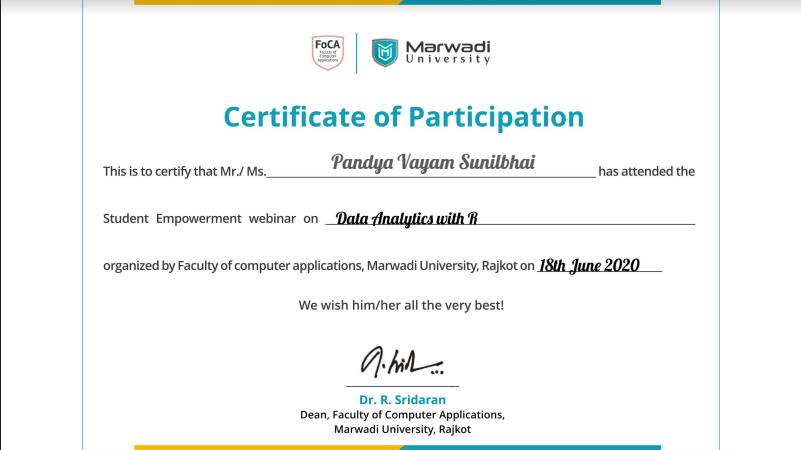 FoCA
Faculty of
Computer
Applications
Marwadi
University
Certificate of Participation
This is to certify that Mr./ Ms. Pandya Vayam Sunilbhai has attended the
Student Empowerment webinar on Data Analytics with R
organized by Faculty of computer applications, Marwadi University, Rajkot on 18th June 2020
We wish him/her all the very best!
Dr. R. Sridaran
Dean, Faculty of Computer Applications,
Marwadi University, Rajkot